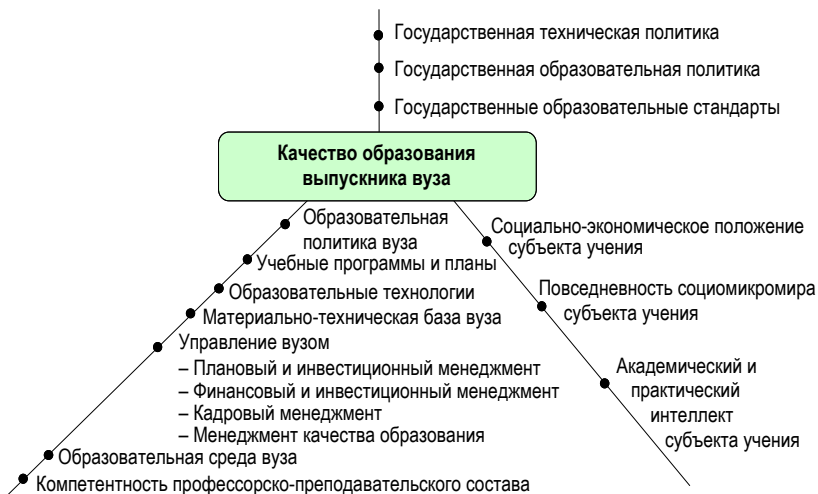 Государственная техническая политика
Государственная образовательная политика
Государственные образовательные стандарты
Качество образования
выпускника вуза
Образовательная
политика вуза
Учебные программы и планы
Образовательные технологии
Материально-техническая база вуза
Управление вузом
– Плановый и инвестиционный менеджмент
– Финансовый и инвестиционный менеджмент
– Кадровый менеджмент
– Менеджмент качества образования
Образовательная среда вуза
Компетентность профессорско-преподавательского состава
Социально-экономическое положение
субъекта учения
Повседневность социомикромира
субъекта учения
Академический и
практический
интеллект
субъекта учения